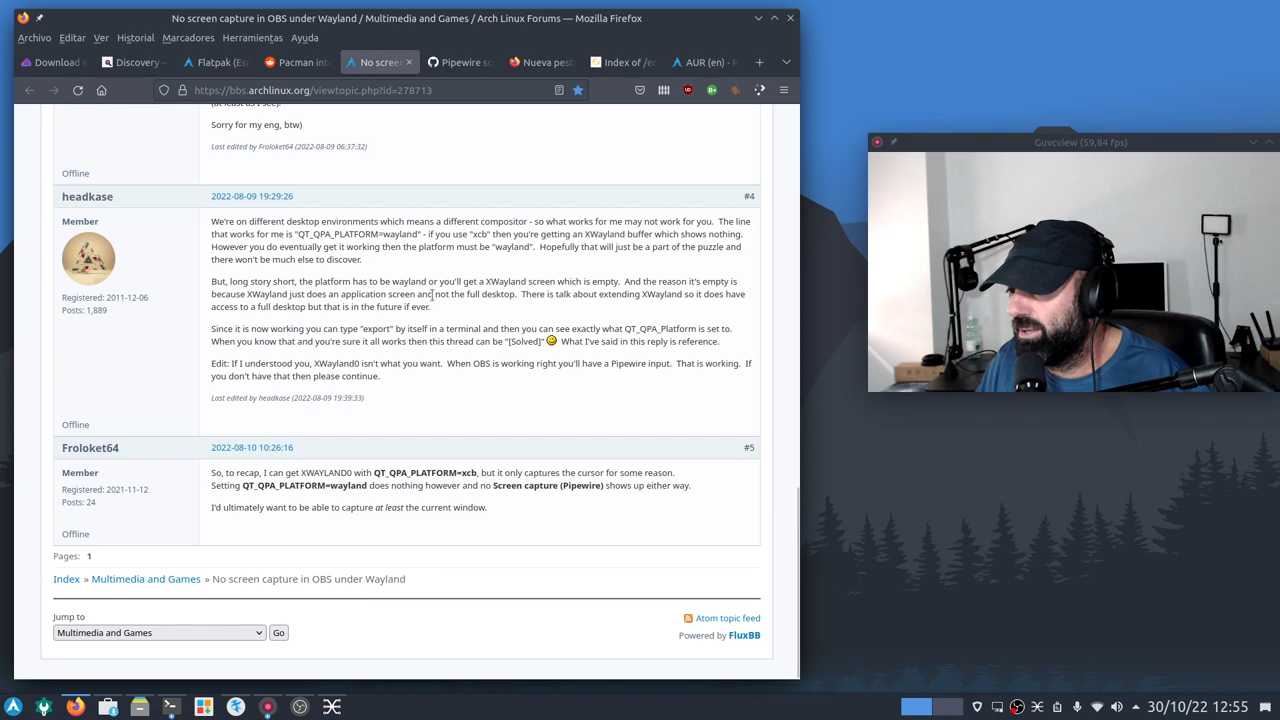 No screen capture in OBS under Wayland / Multimedia and Games / Arch Linux Forums — Mozilla Firefox
Archivo Editar Ver Historial Marcadores Herramientas Ayuda
Download Discovery Flatpak (Es Pacman inte No screen Pipewire sc Nueva pest Index of /e AUR (en) - P
https://bbs.archlinux.org/viewtopic.php?id=278713
Guvcview (59,84 fps)
(at least as I see).
Sorry for my eng, btw)
Last edited by Froloket64 (2022-08-09 06:37:32)
Offline
headkase 2022-08-09 19:29:26 #4
Member
Registered: 2011-12-06
Posts: 1,889
We're on different desktop environments which means a different compositor - so what works for me may not work for you. The line
that works for me is "QT_QPA_PLATFORM=wayland" - if you use "xcb" then you're getting an XWayland buffer which shows nothing.
However you do eventually get it working then the platform must be "wayland". Hopefully that will just be a part of the puzzle and
there won't be much else to discover.
But, long story short, the platform has to be wayland or you'll get a XWayland screen which is empty. And the reason it's empty is
because XWayland just does an application screen and not the full desktop. There is talk about extending XWayland so it does have
access to a full desktop but that is in the future if ever.
Since it is now working you can type "export" by itself in a terminal and then you can see exactly what QT_QPA_Platform is set to.
When you know that and you're sure it all works then this thread can be "[Solved]" What I've said in this reply is reference.
Edit: If I understood you, XWayland0 isn't what you want. When OBS is working right you'll have a Pipewire input. That is working. If
you don't have that then please continue.
Last edited by headkase (2022-08-09 19:39:33)
Offline
Froloket64 2022-08-10 10:26:16 #5
Member
Registered: 2021-11-12
Posts: 24
So, to recap, I can get XWAYLAND0 with QT_QPA_PLATFORM=xcb, but it only captures the cursor for some reason.
Setting QT_QPA_PLATFORM=wayland does nothing however and no Screen capture (Pipewire) shows up either way.
I'd ultimately want to be able to capture at least the current window.
Offline
Pages: 1
Index » Multimedia and Games » No screen capture in OBS under Wayland
Jump to
Multimedia and Games Go
Atom topic feed
Powered by FluxBB
30/10/22 12:55